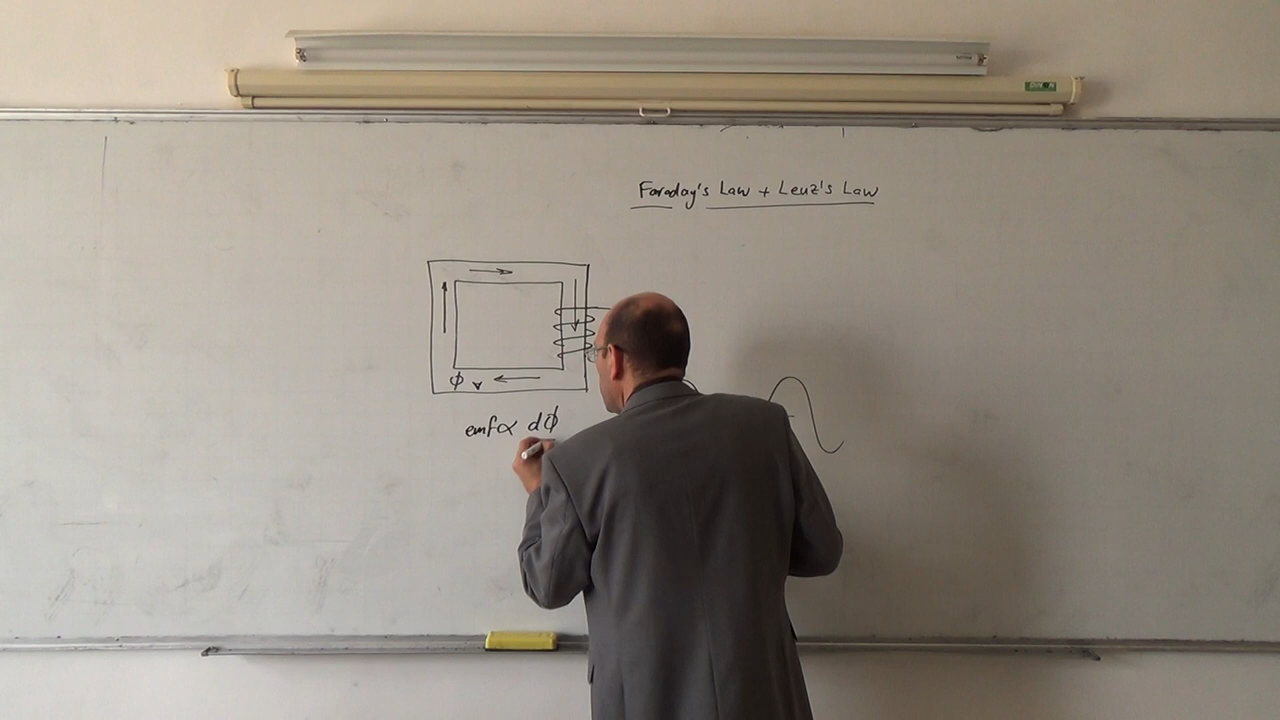 Faraday's Law + Lenz's Law
ϕ
emf ∝ dϕ